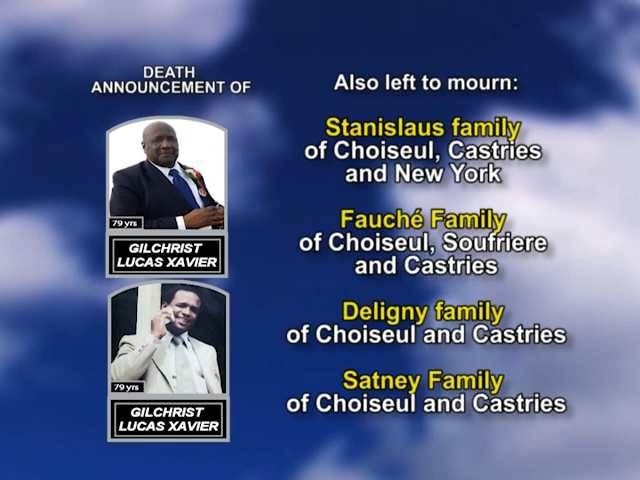 DEATH
ANNOUNCEMENT OF
79 yrs
GILCHRIST
LUCAS XAVIER
79 yrs
GILCHRIST
LUCAS XAVIER
Also left to mourn:
Stanislaus family
of Choiseul, Castries
and New York
Fauché Family
of Choiseul, Soufriere
and Castries
Deligny family
of Choiseul and Castries
Satney Family
of Choiseul and Castries